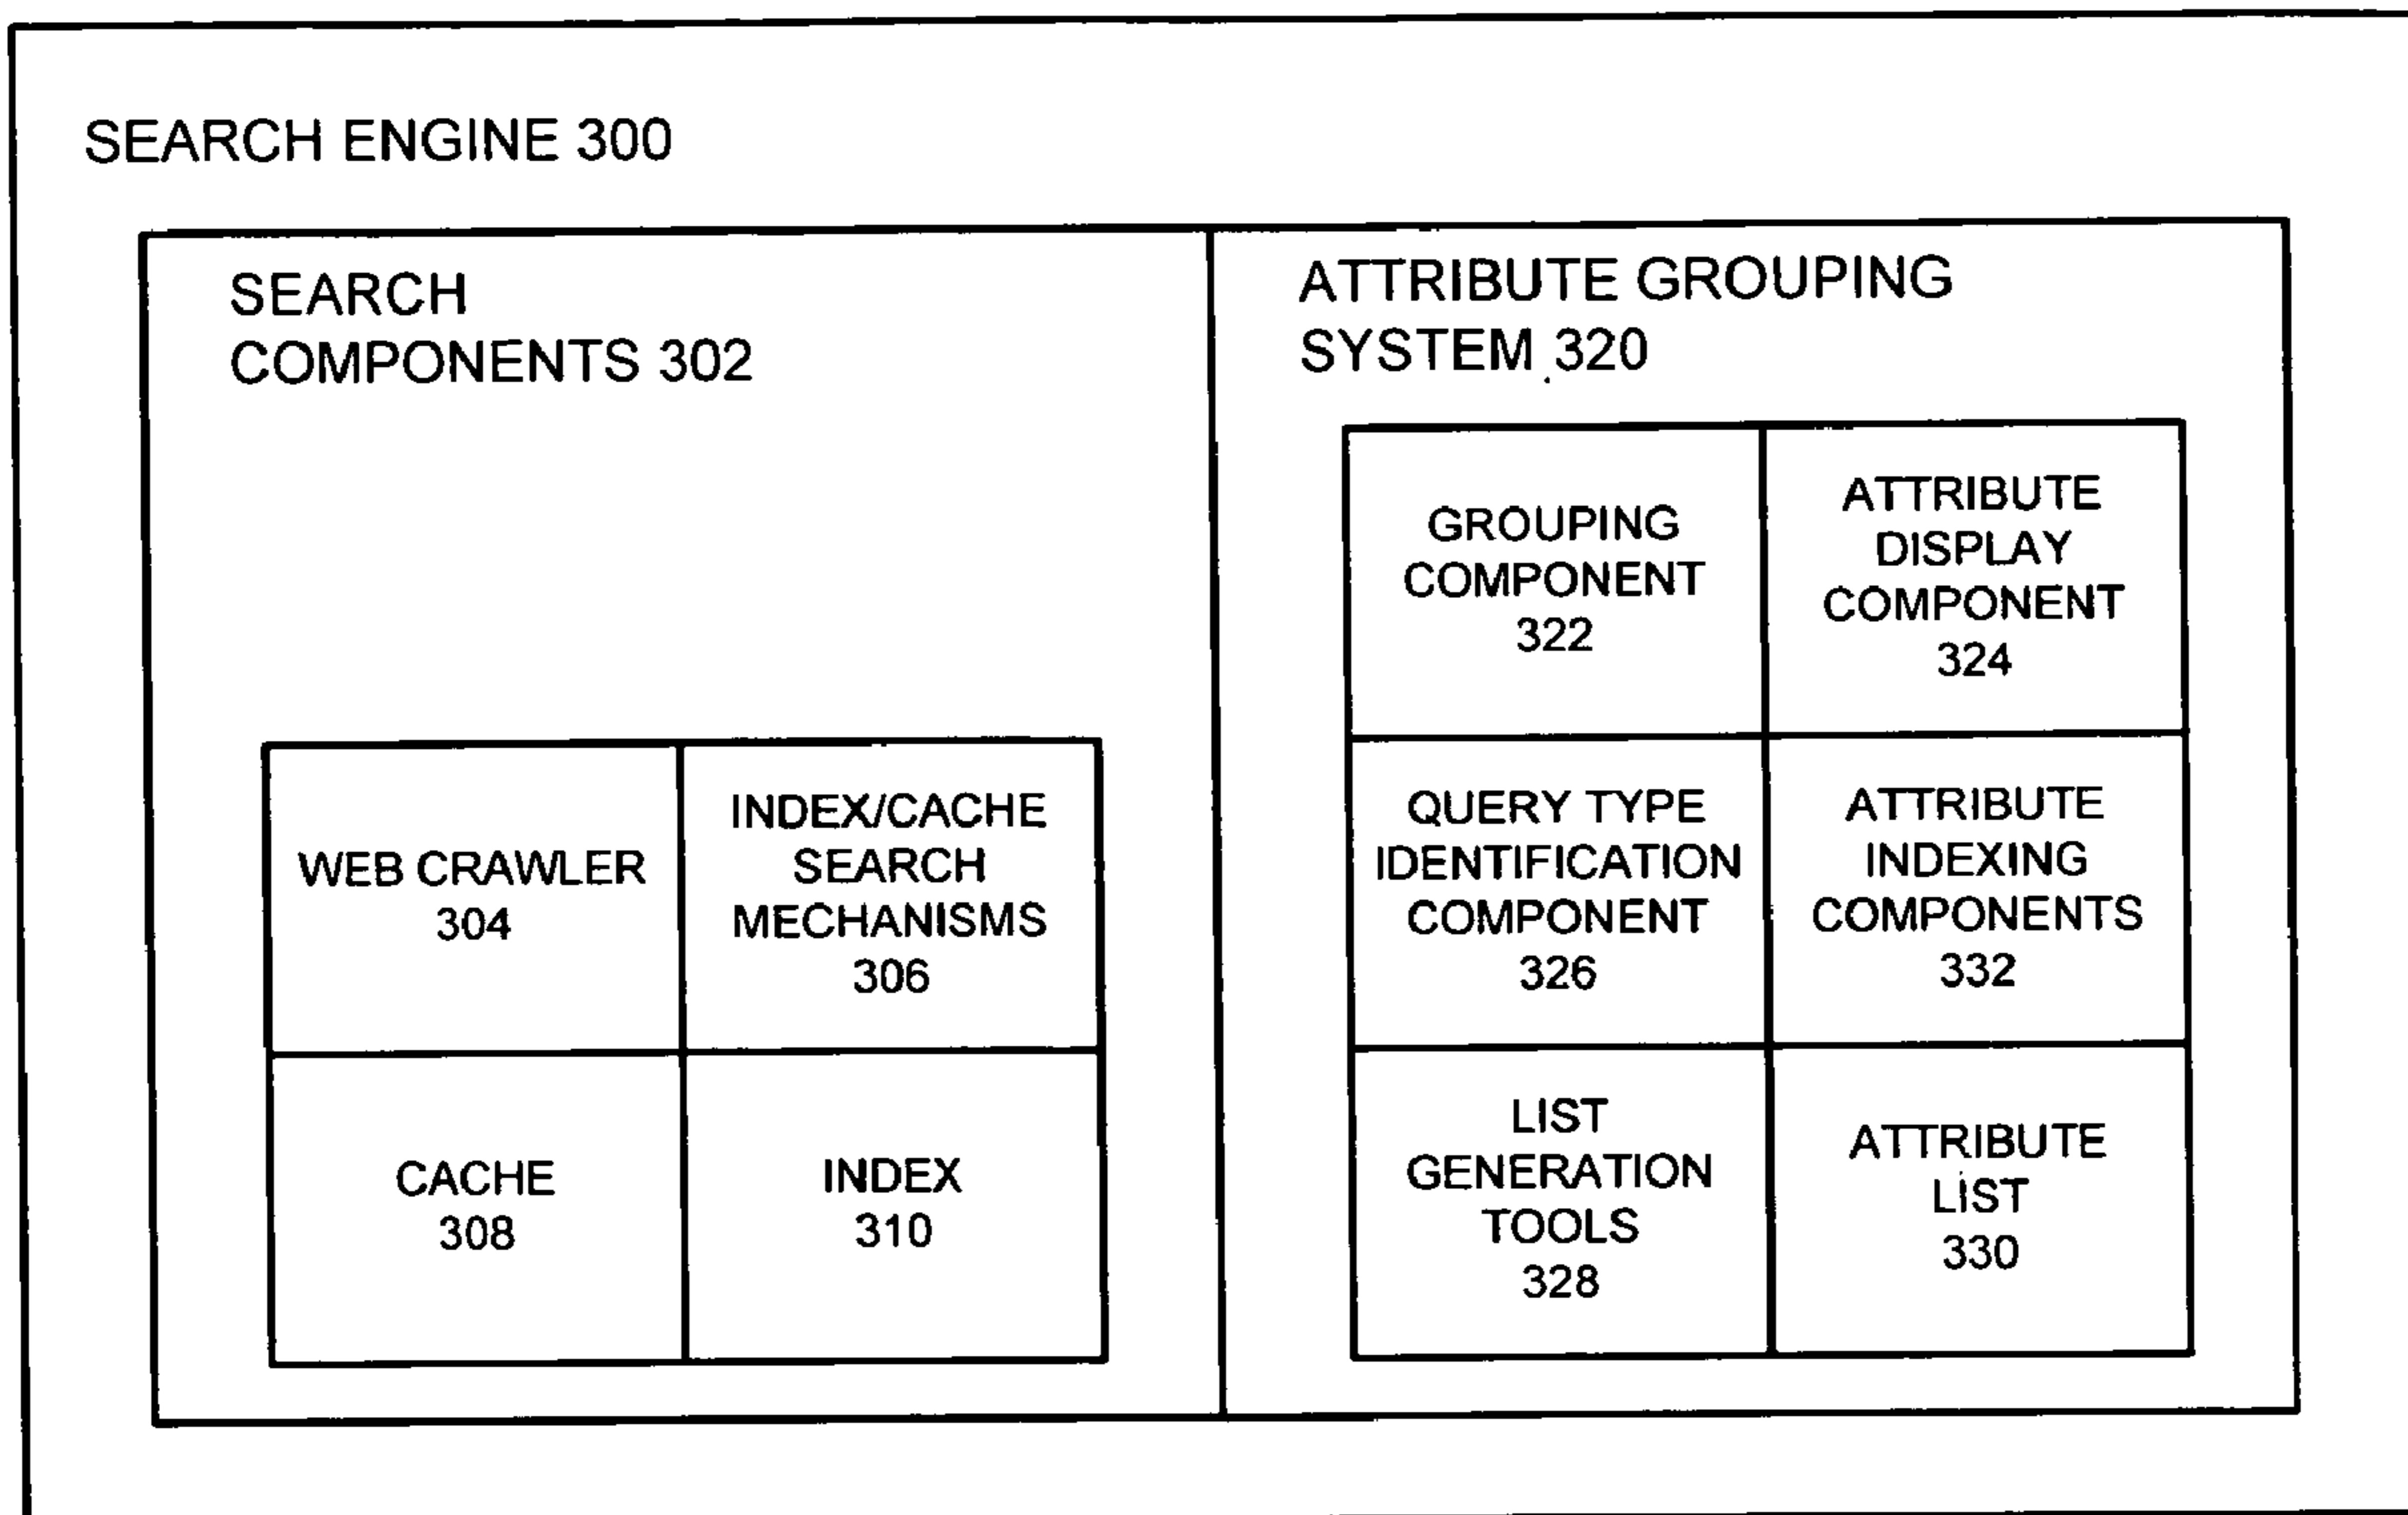 SEARCH ENGINE 300
SEARCH
COMPONENTS 302
WEB CRAWLER
304
INDEX/CACHE
SEARCH
MECHANISMS
306
CACHE
308
INDEX
310
ATTRIBUTE GROUPING
SYSTEM 320
GROUPING
COMPONENT
322
ATTRIBUTE
DISPLAY
COMPONENT
324
QUERY TYPE
IDENTIFICATION
COMPONENT
326
ATTRIBUTE
INDEXING
COMPONENTS
332
LIST
GENERATION
TOOLS
328
ATTRIBUTE
LIST
330